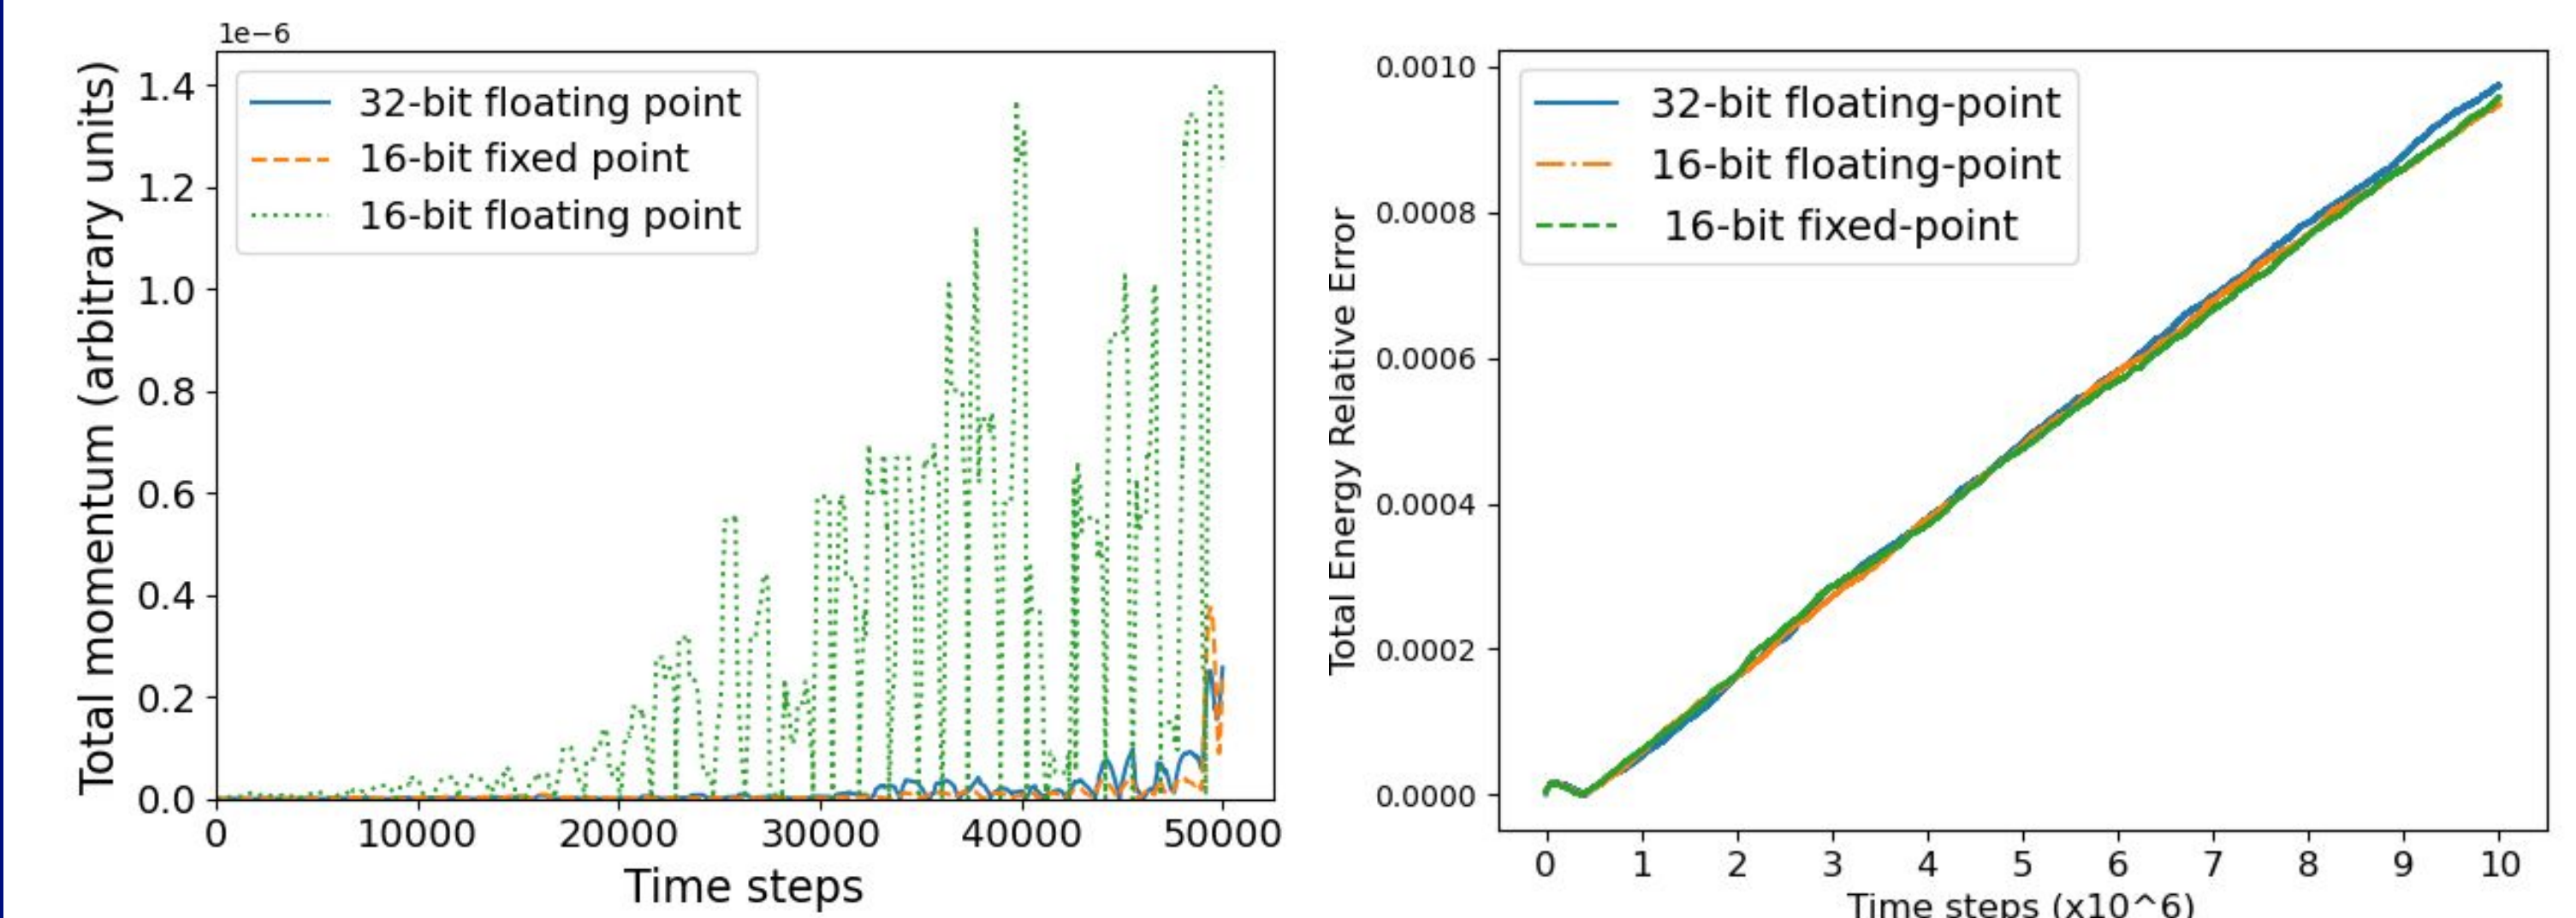 1e−6
Total momentum (arbitrary units)
1.4
1.2
1.0
0.8
0.6
0.4
0.2
0.0
32-bit floating point
16-bit fixed point
16-bit floating point
0 10000 20000 30000 40000 50000
Time steps
Total Energy Relative Error
0.0010
0.0008
0.0006
0.0004
0.0002
0.0000
32-bit floating-point
16-bit floating-point
16-bit fixed-point
0 1 2 3 4 5 6 7 8 9 10
Time steps (x10^6)